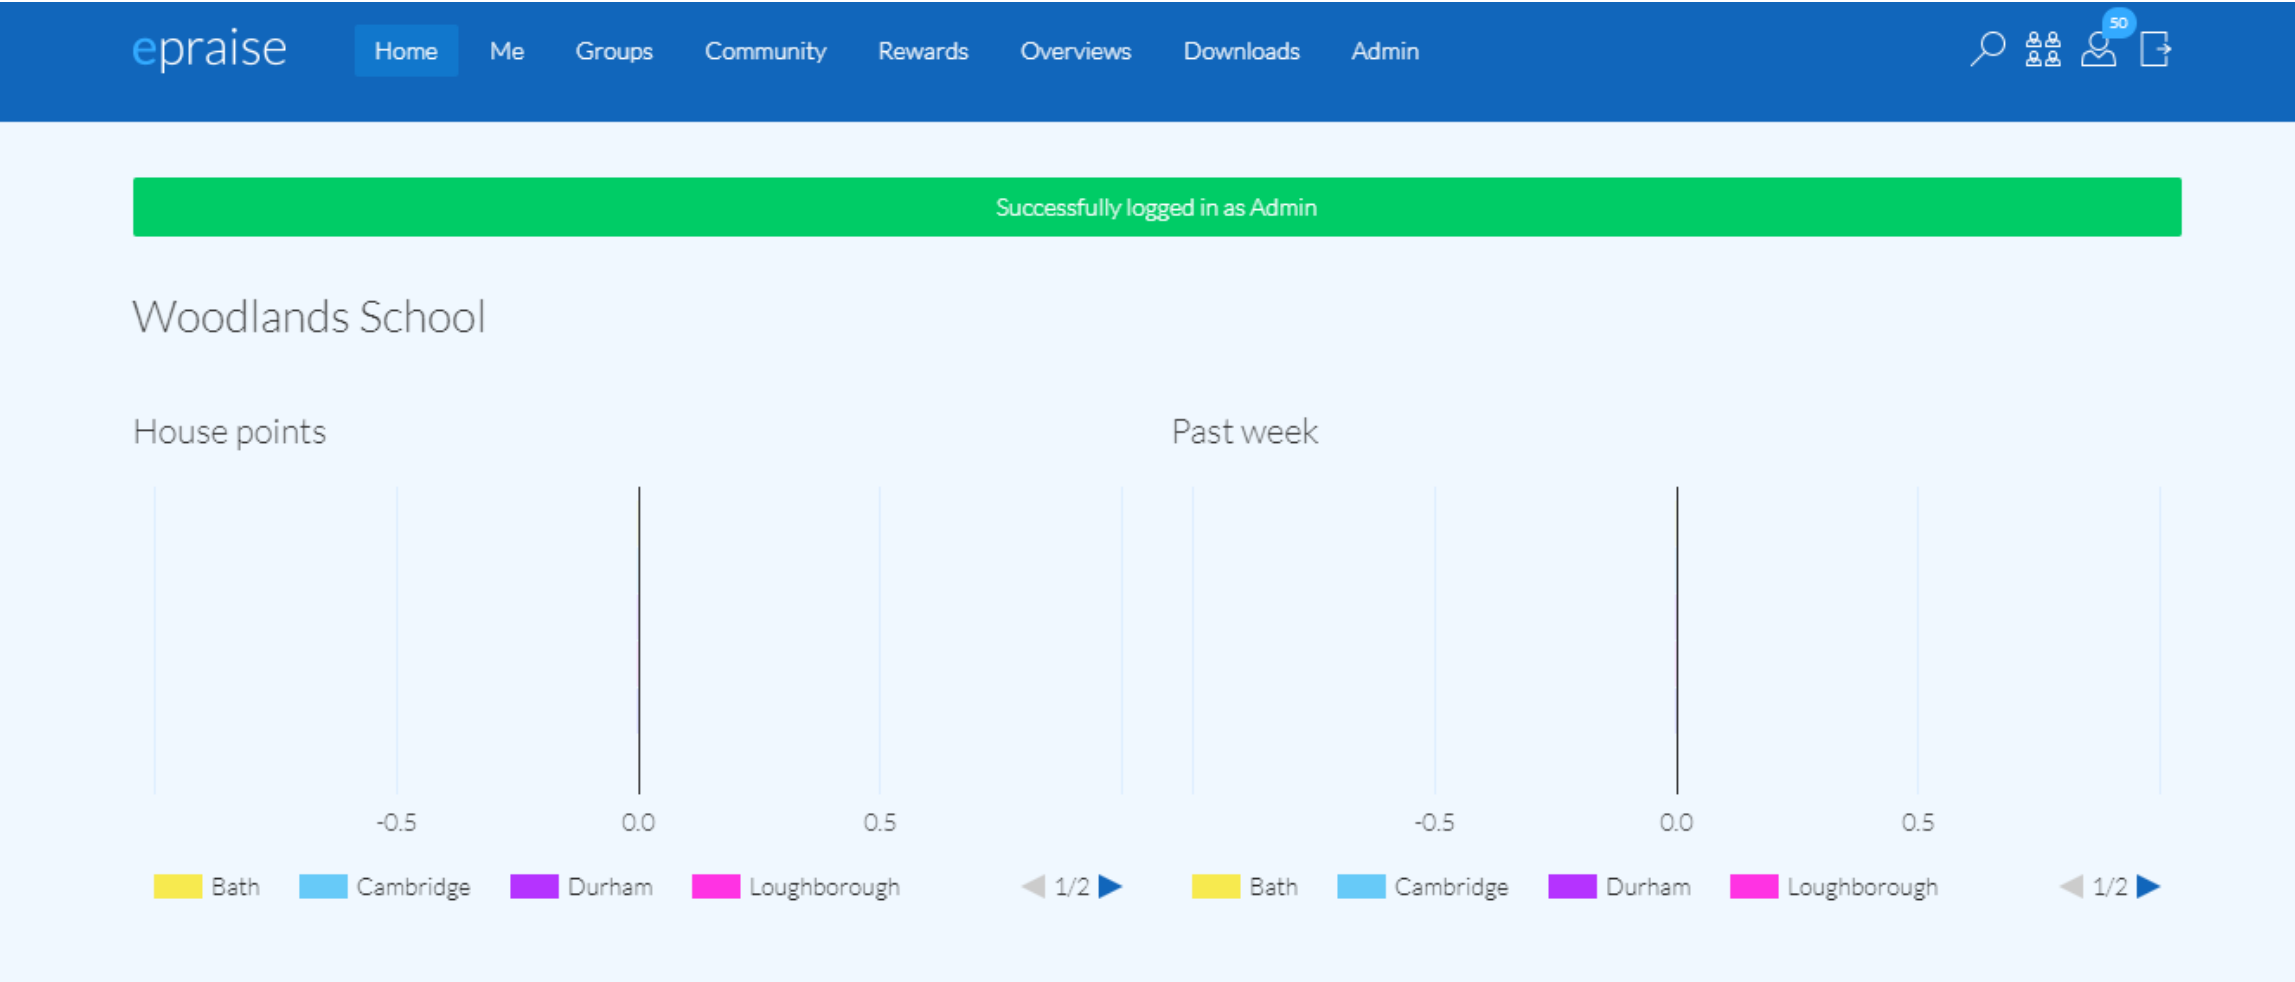 epraise Home Me Groups Community Rewards Overviews Downloads Admin 50
Successfully logged in as Admin
Woodlands School
House points Past week
-0.5 0.0 0.5 -0.5 0.0 0.5
Bath Cambridge Durham Loughborough 1/2 Bath Cambridge Durham Loughborough 1/2